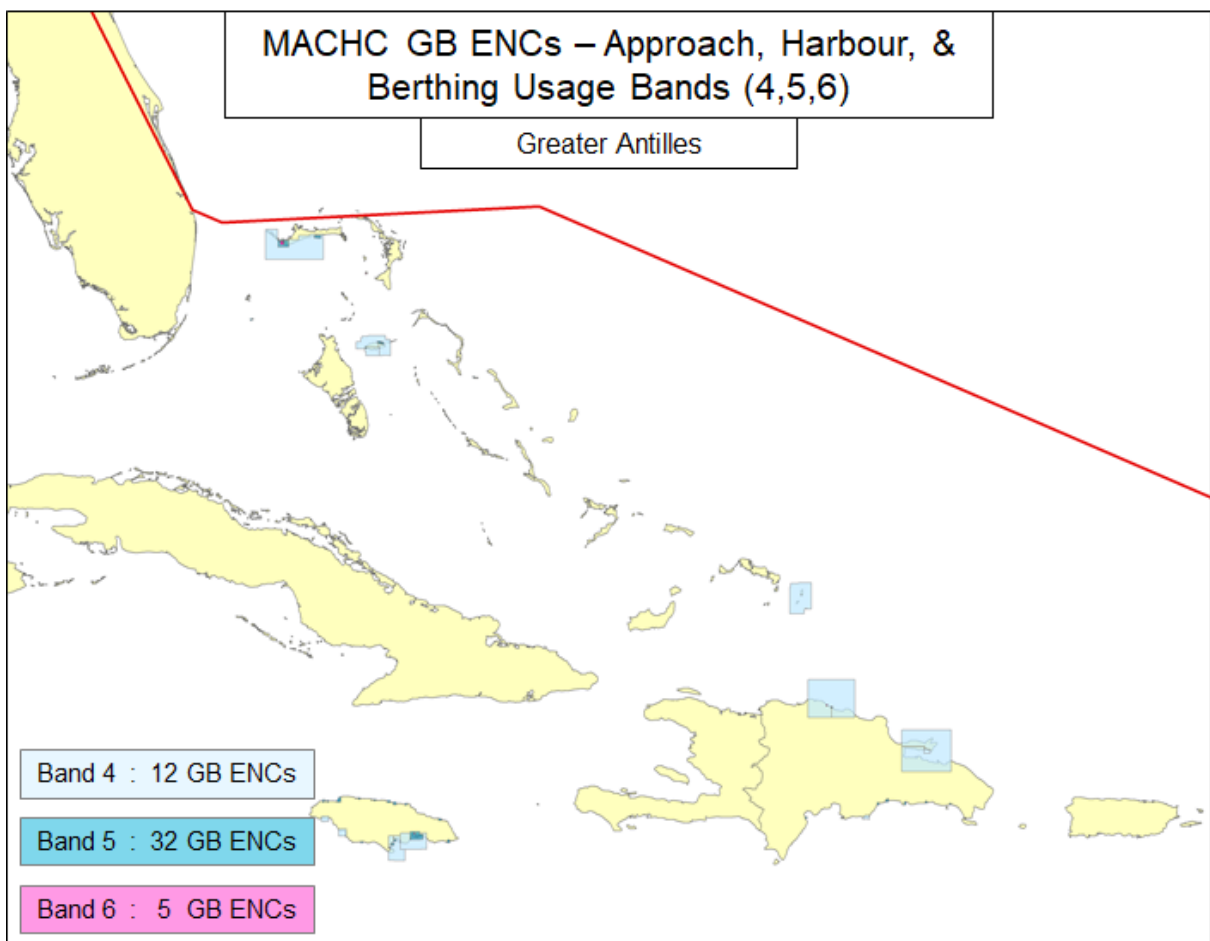 MACHC GB ENCs – Approach, Harbour, &
Berthing Usage Bands (4,5,6)
Greater Antilles
Band 4 : 12 GB ENCs
Band 5 : 32 GB ENCs
Band 6 : 5 GB ENCs